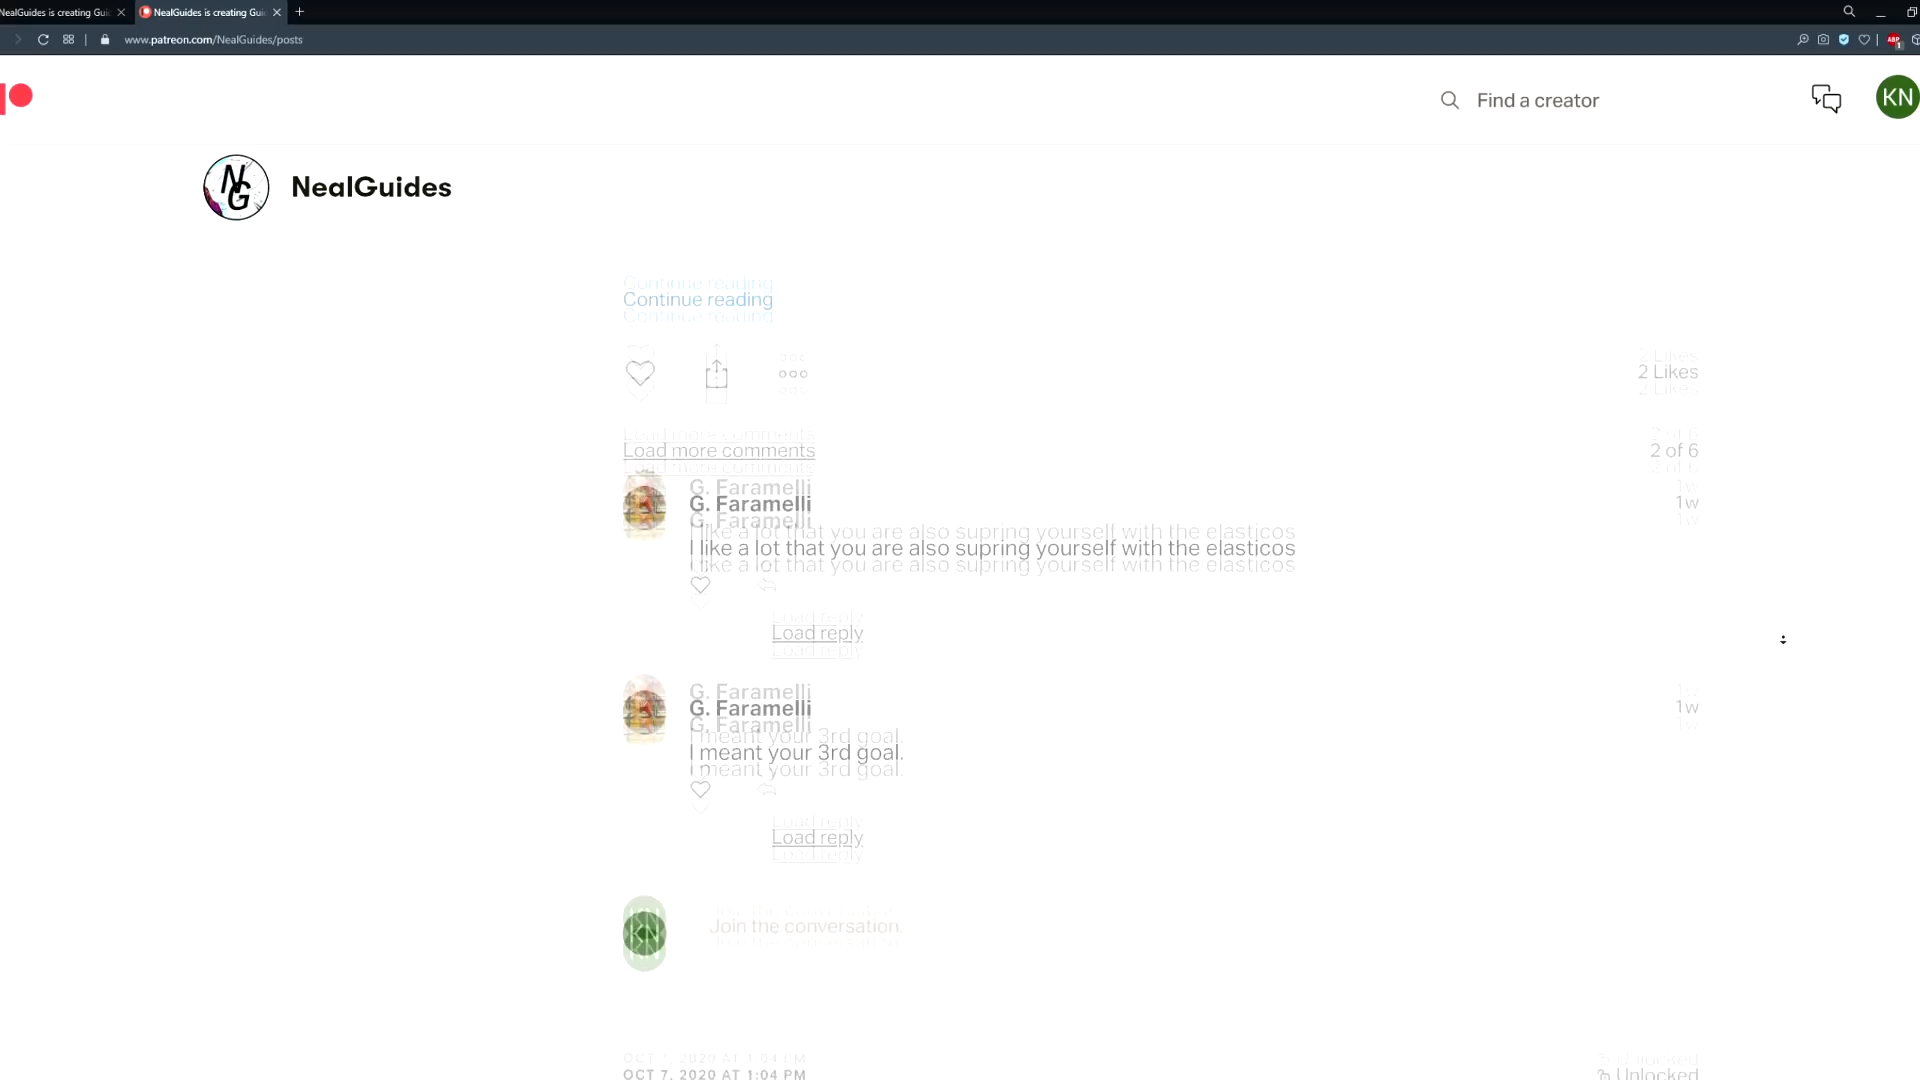 NealGuides is creating Gui
NealGuides is creating Gui
www.patreon.com/NealGuides/posts
ABP
1
Find a creator
KN
NG
NealGuides
Continue reading
2 Likes
Load more comments
2 of 6
G. Faramelli
1w
I like a lot that you are also supring yourself with the elasticos
Load reply
G. Faramelli
1w
I meant your 3rd goal.
Load reply
KN
Join the conversation.
OCT 7, 2020 AT 1:04 PM
Unlocked